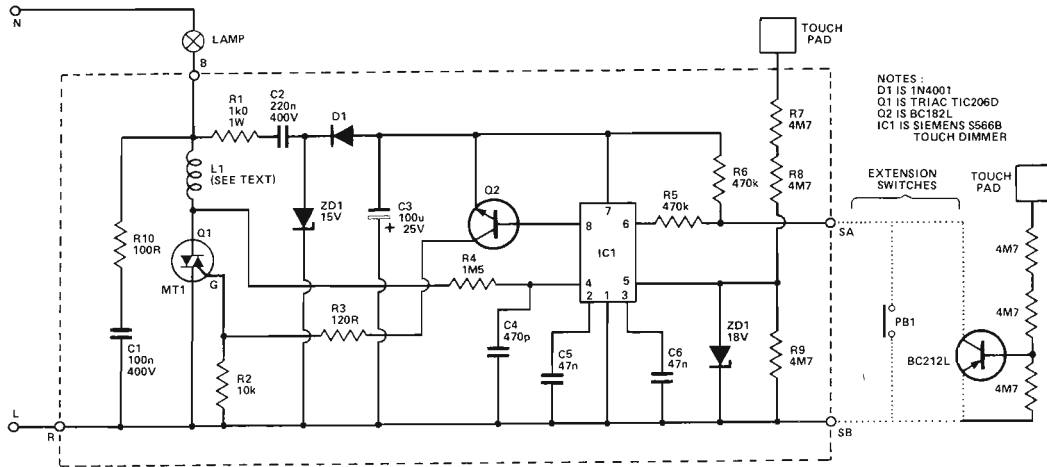 N
LAMP
B
TOUCH
PAD
NOTES :
D1 IS 1N4001
Q1 IS TRIAC TIC206D
Q2 IS BC182L
IC1 IS SIEMENS S566B
TOUCH DIMMER
R1
1k0
1W
C2
220n
400V
D1
R7
4M7
R8
4M7
L1
(SEE TEXT)
ZD1
15V
C3
100u
25V
+
Q2
R6
470k
R5
470k
EXTENSION
SWITCHES
TOUCH
PAD
R10
100R
Q1
MT1
G
R4
1M5
7
8
6
IC1
4
5
2
1
3
SA
4M7
4M7
4M7
R3
120R
C4
470p
C5
47n
C6
47n
ZD1
18V
R9
4M7
PB1
BC212L
C1
100n
400V
R2
10k
L
R
SB